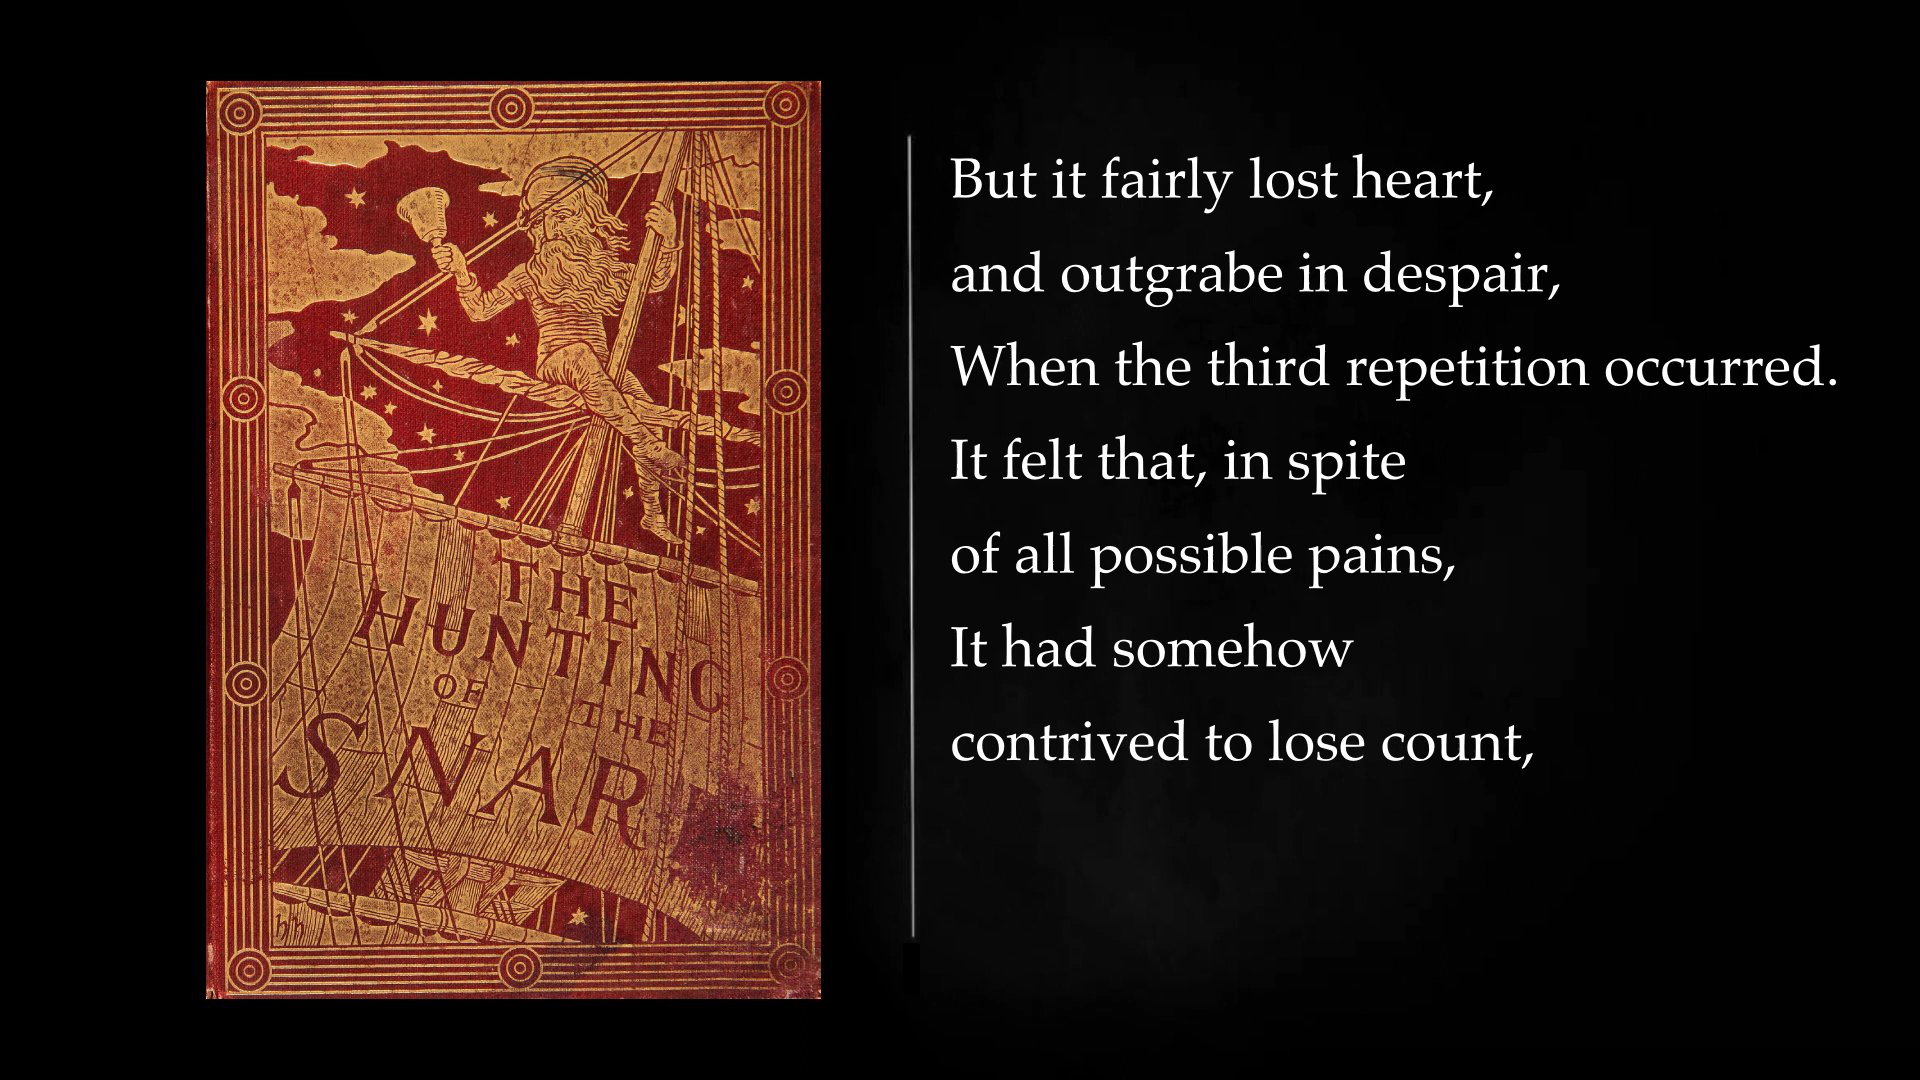 THE
HUNTING
OF THE
SNAR
hh
But it fairly lost heart,
and outgrabe in despair,
When the third repetition occurred.
It felt that, in spite
of all possible pains,
It had somehow
contrived to lose count,